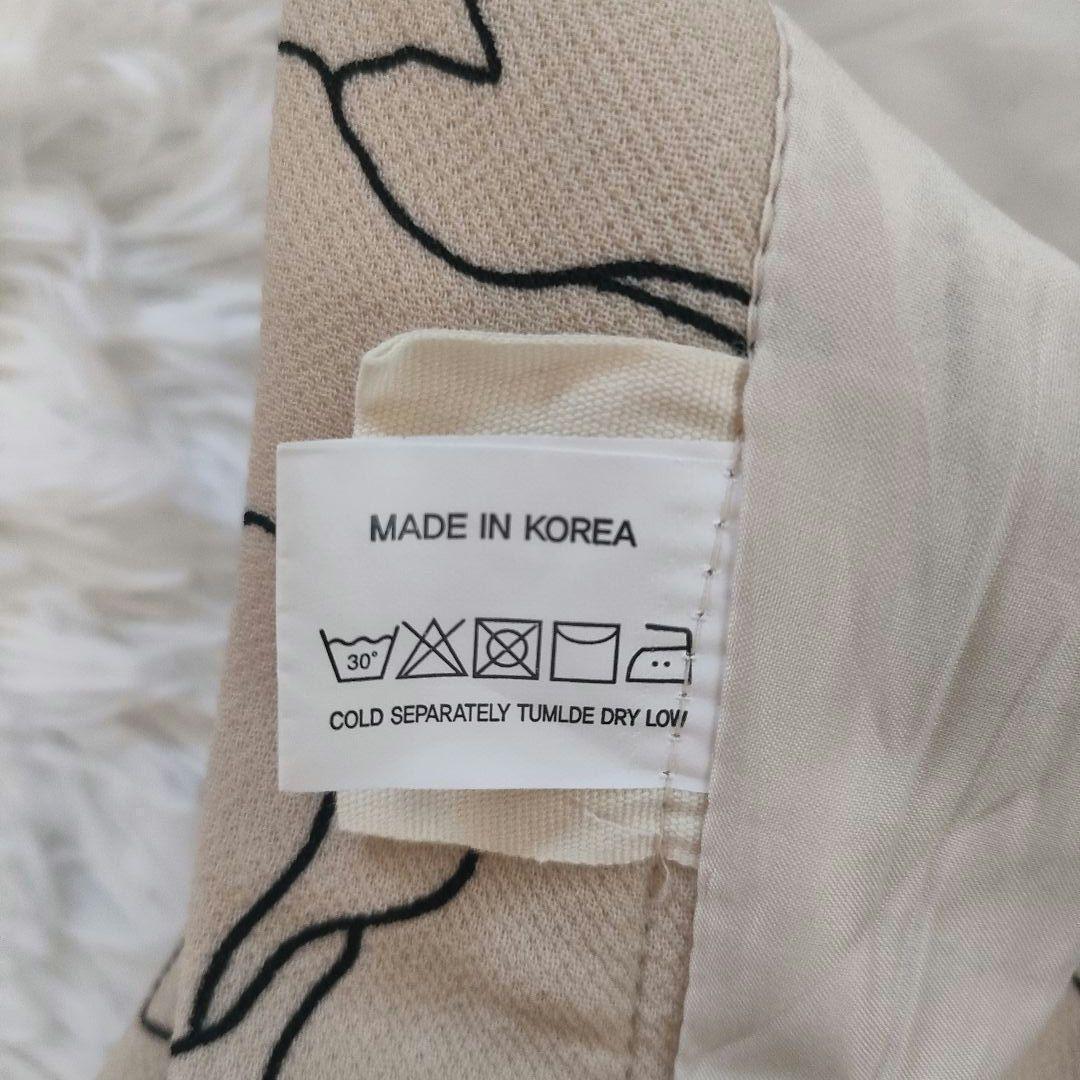 MADE IN KOREA
30°
COLD SEPARATELY TUMLDE DRY LOW